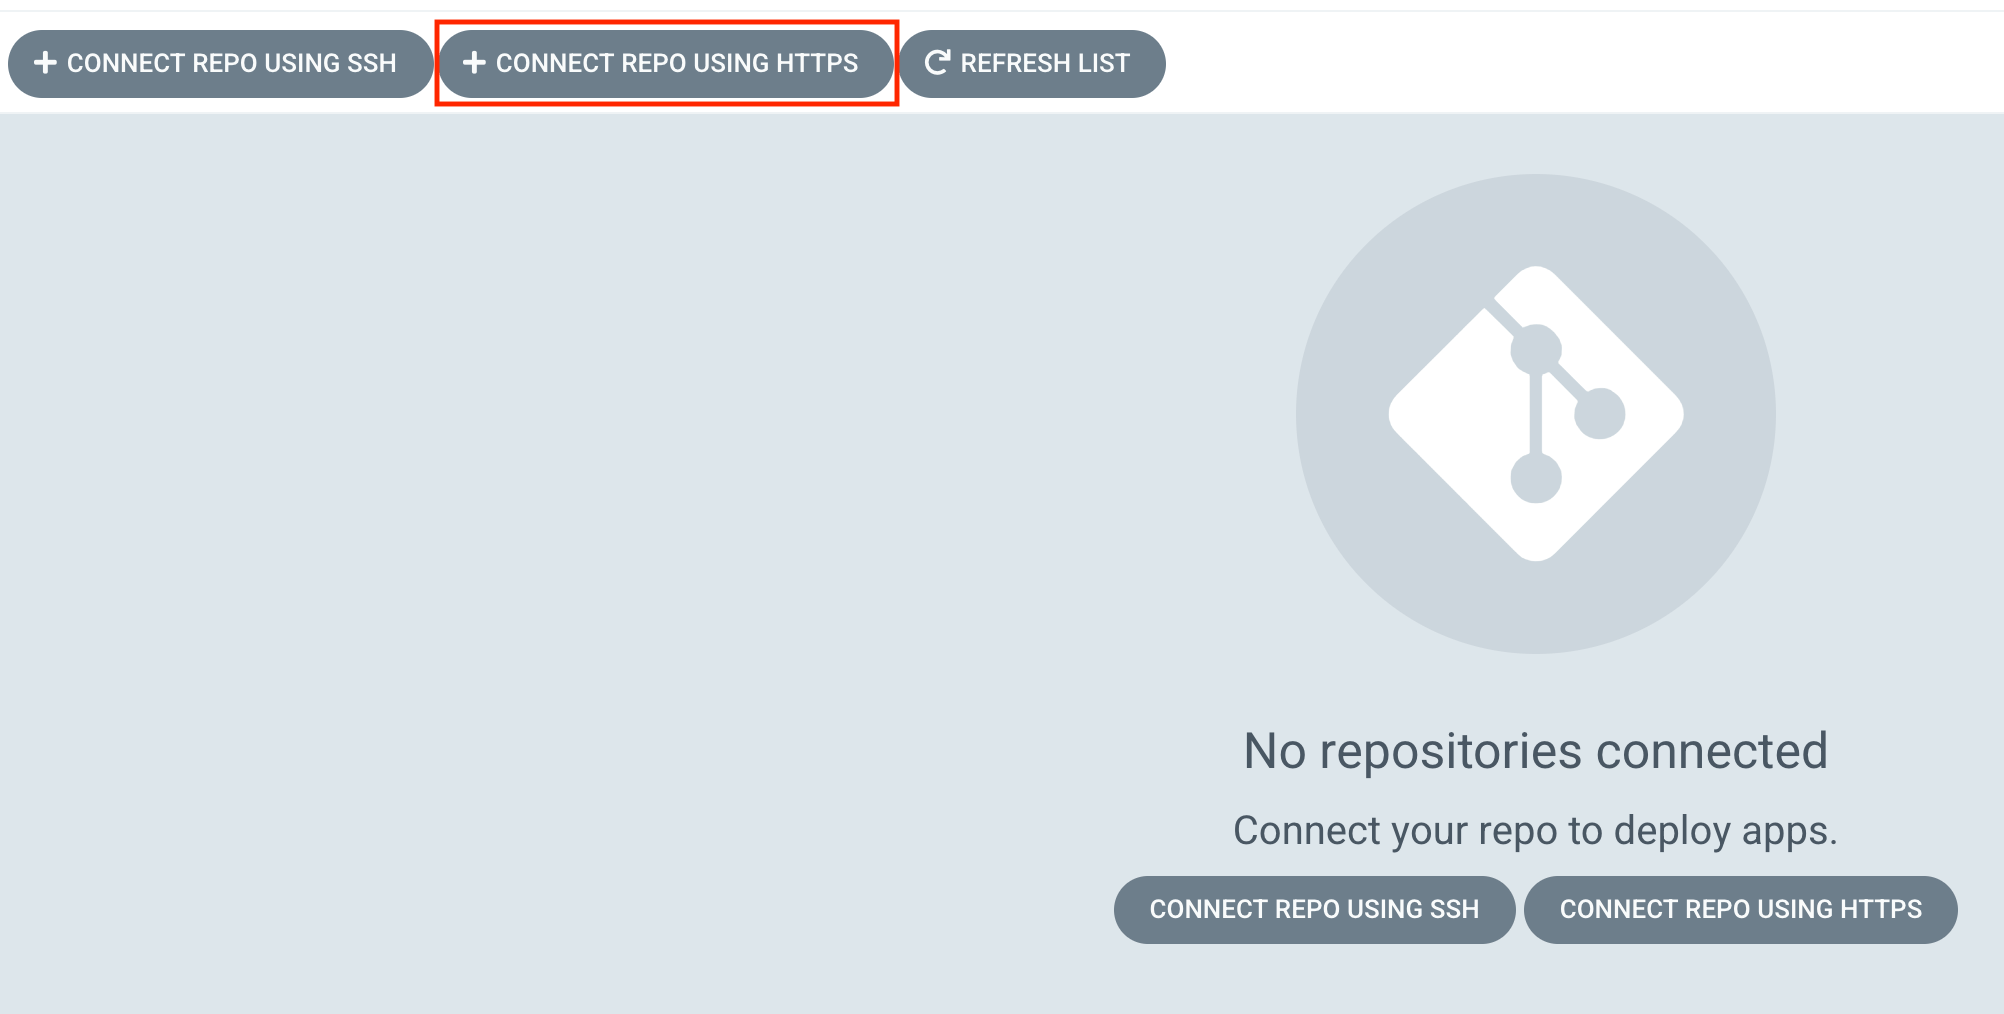 CONNECT REPO USING SSH CONNECT REPO USING HTTPS REFRESH LIST
No repositories connected
Connect your repo to deploy apps.
CONNECT REPO USING SSH CONNECT REPO USING HTTPS